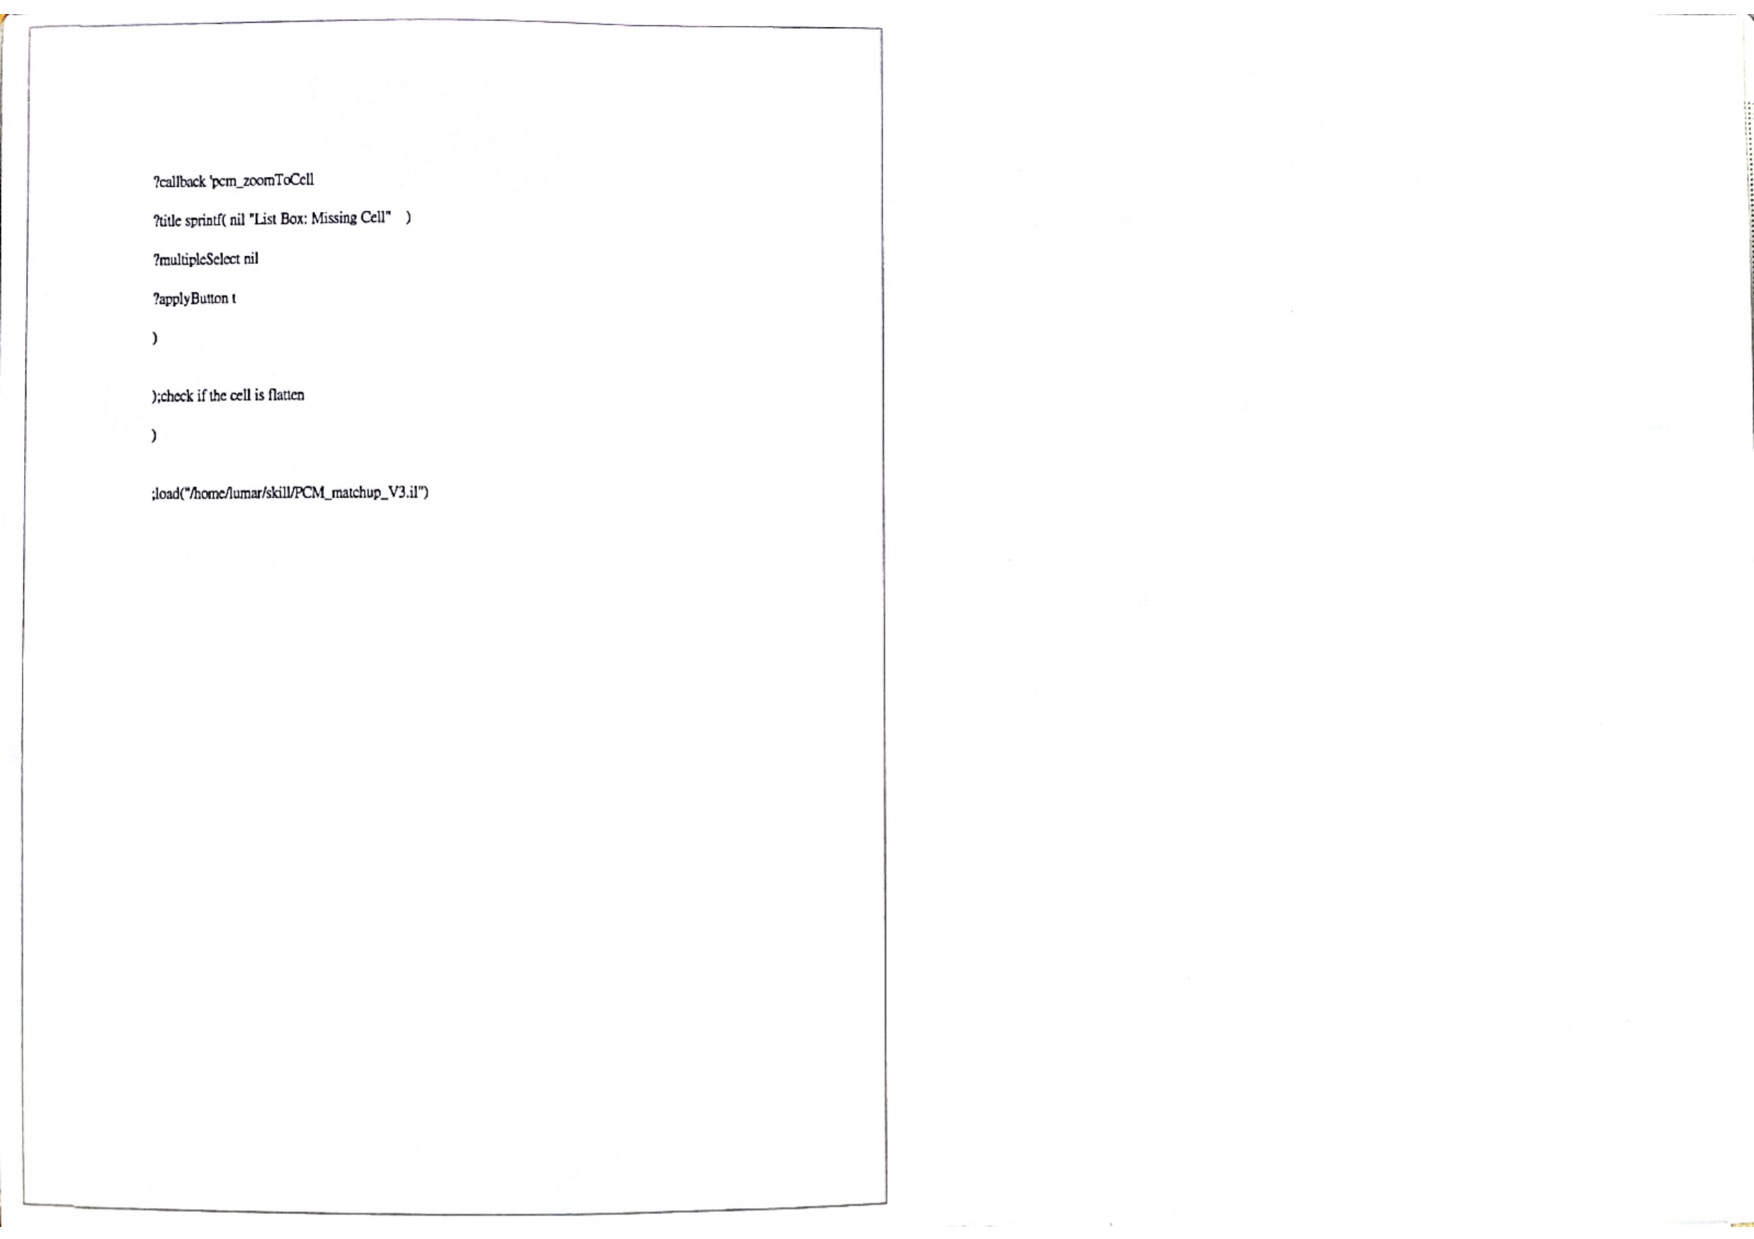 ?callback 'pcm_zoomToCell
?title sprintf( nil "List Box: Missing Cell"    )
?multipleSelect nil
?applyButton t
)
);check if the cell is flatten
)
;load("/home/lumar/skill/PCM_matchup_V3.il")